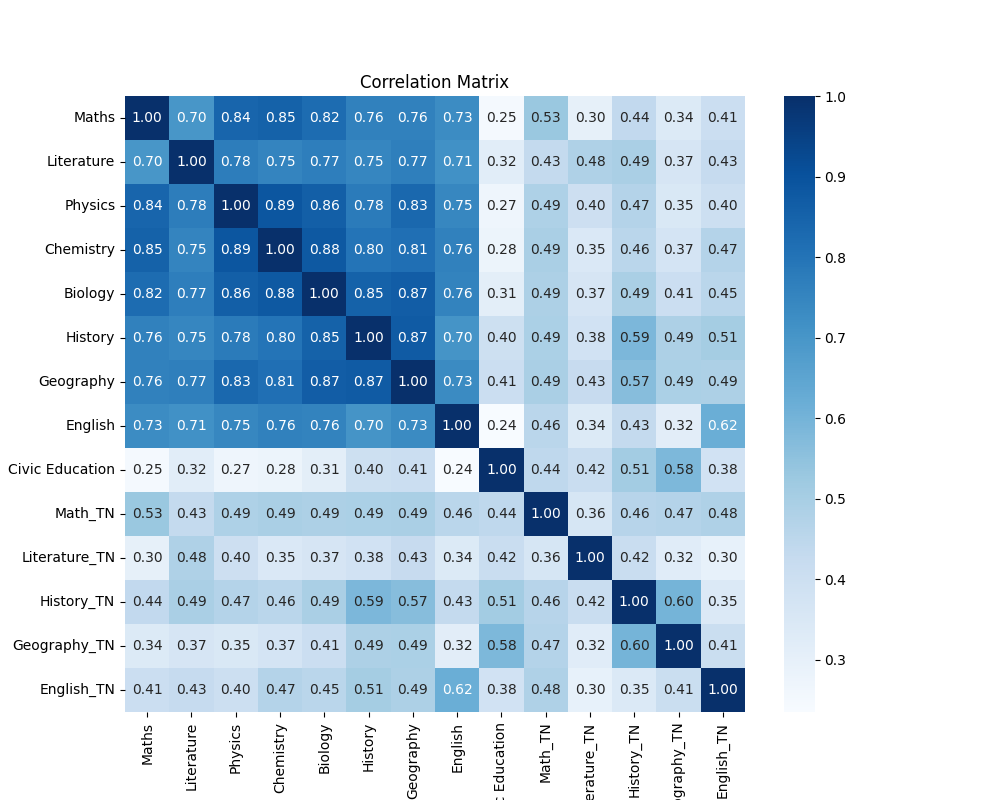 Correlation Matrix
Maths 1.00 0.70 0.84 0.85 0.82 0.76 0.76 0.73 0.25 0.53 0.30 0.44 0.34 0.41
Literature 0.70 1.00 0.78 0.75 0.77 0.75 0.77 0.71 0.32 0.43 0.48 0.49 0.37 0.43
Physics 0.84 0.78 1.00 0.89 0.86 0.78 0.83 0.75 0.27 0.49 0.40 0.47 0.35 0.40
Chemistry 0.85 0.75 0.89 1.00 0.88 0.80 0.81 0.76 0.28 0.49 0.35 0.46 0.37 0.47
Biology 0.82 0.77 0.86 0.88 1.00 0.85 0.87 0.76 0.31 0.49 0.37 0.49 0.41 0.45
History 0.76 0.75 0.78 0.80 0.85 1.00 0.87 0.70 0.40 0.49 0.38 0.59 0.49 0.51
Geography 0.76 0.77 0.83 0.81 0.87 0.87 1.00 0.73 0.41 0.49 0.43 0.57 0.49 0.49
English 0.73 0.71 0.75 0.76 0.76 0.70 0.73 1.00 0.24 0.46 0.34 0.43 0.32 0.62
Civic Education 0.25 0.32 0.27 0.28 0.31 0.40 0.41 0.24 1.00 0.44 0.42 0.51 0.58 0.38
Math_TN 0.53 0.43 0.49 0.49 0.49 0.49 0.49 0.46 0.44 1.00 0.36 0.46 0.47 0.48
Literature_TN 0.30 0.48 0.40 0.35 0.37 0.38 0.43 0.34 0.42 0.36 1.00 0.42 0.32 0.30
History_TN 0.44 0.49 0.47 0.46 0.49 0.59 0.57 0.43 0.51 0.46 0.42 1.00 0.60 0.35
Geography_TN 0.34 0.37 0.35 0.37 0.41 0.49 0.49 0.32 0.58 0.47 0.32 0.60 1.00 0.41
English_TN 0.41 0.43 0.40 0.47 0.45 0.51 0.49 0.62 0.38 0.48 0.30 0.35 0.41 1.00
Maths
Literature
Physics
Chemistry
Biology
History
Geography
English
Education
Math_TN
erature_TN
History_TN
ography_TN
English_TN
1.0
0.9
0.8
0.7
0.6
0.5
0.4
0.3